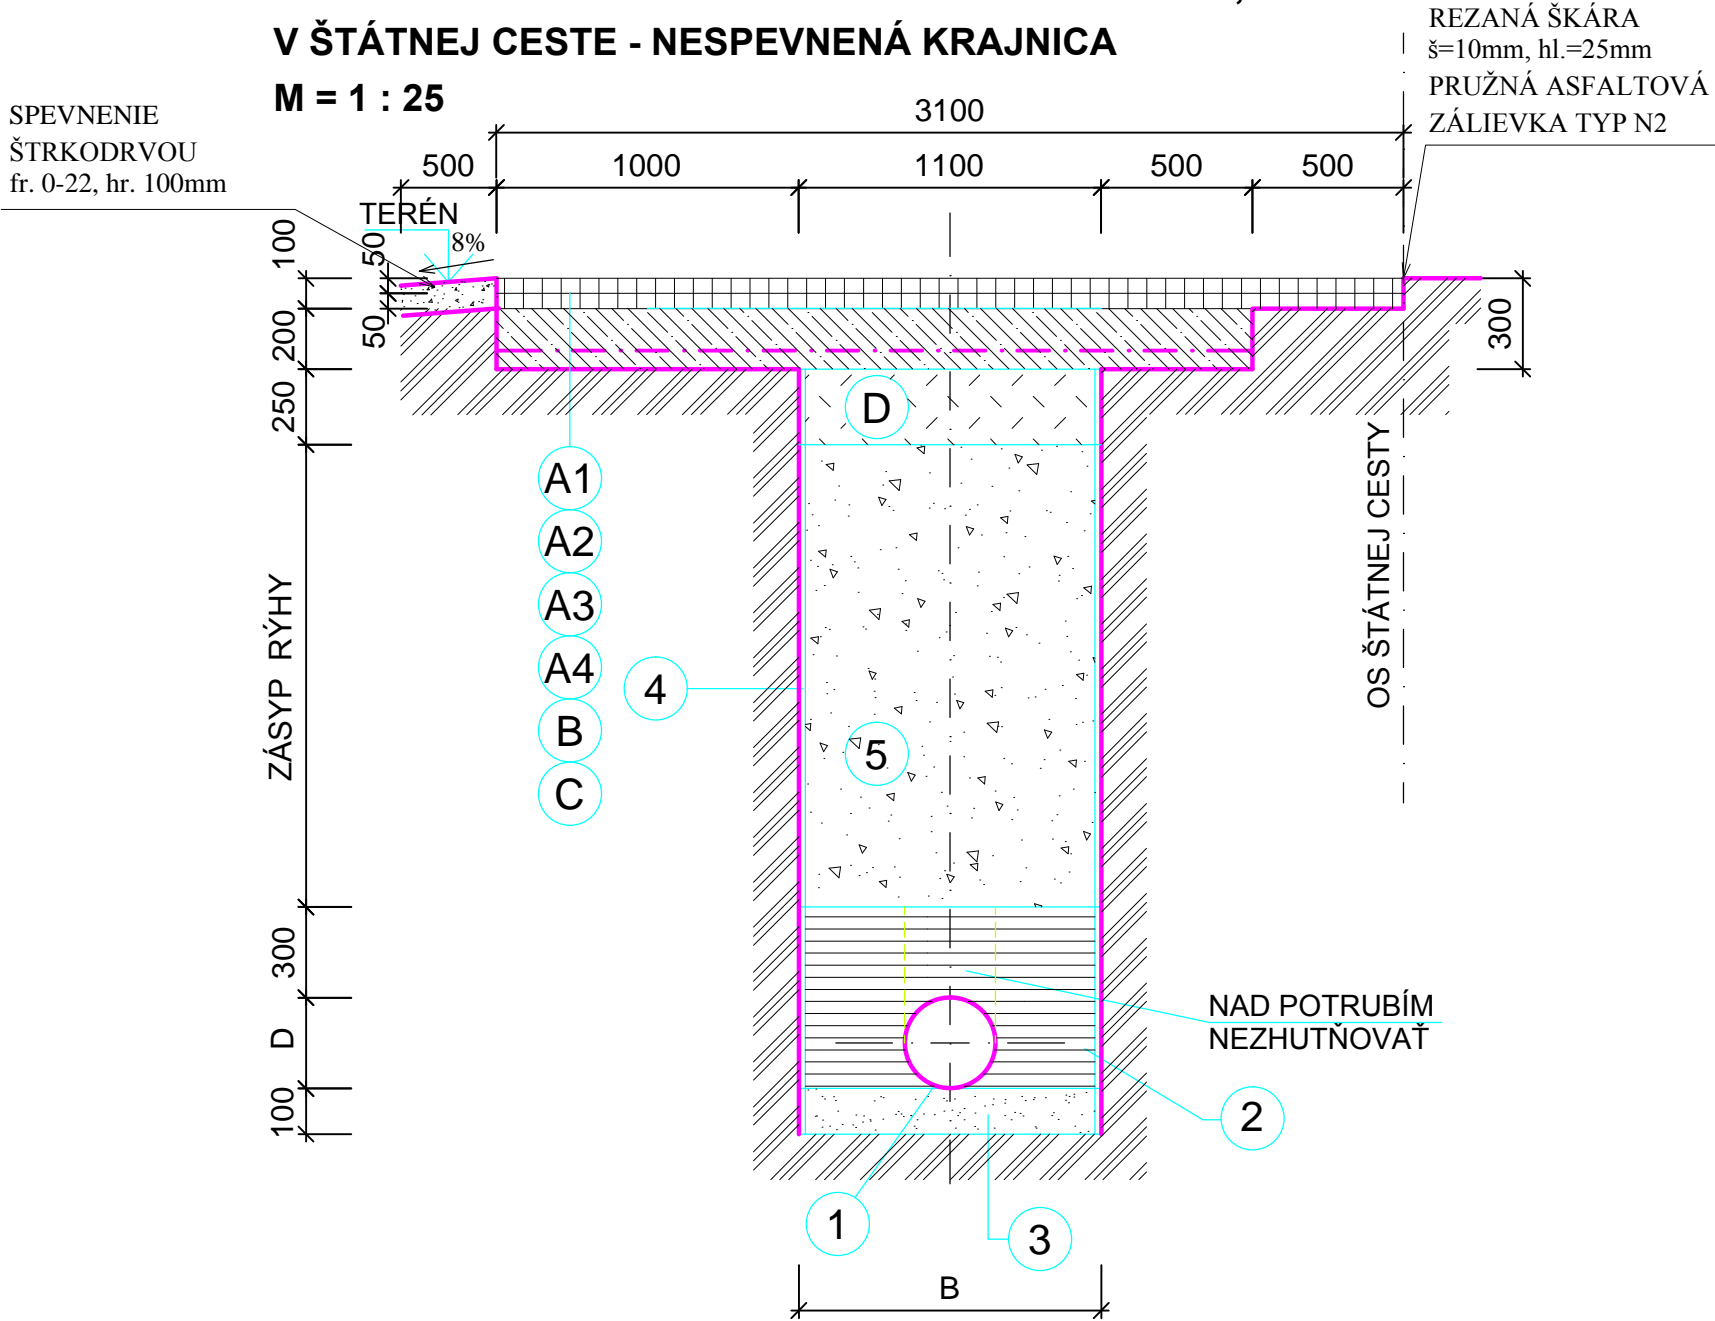 V ŠTÁTNEJ CESTE - NESPEVNENÁ KRAJNICA
M = 1 : 25
REZANÁ ŠKÁRA
š=10mm, hl.=25mm
PRUŽNÁ ASFALTOVÁ
ZÁLIEVKA TYP N2
SPEVNENIE
ŠTRKODRVOU
fr. 0-22, hr. 100mm
3100
500
1000
1100
500
500
TERÉN
8%
100
50
50
200
250
300
D
A1
A2
A3
A4
B
C
4
5
ZÁSYP RÝHY
OS ŠTÁTNEJ CESTY
300
D
100
NAD POTRUBÍM
NEZHUTŇOVAŤ
2
1
3
B